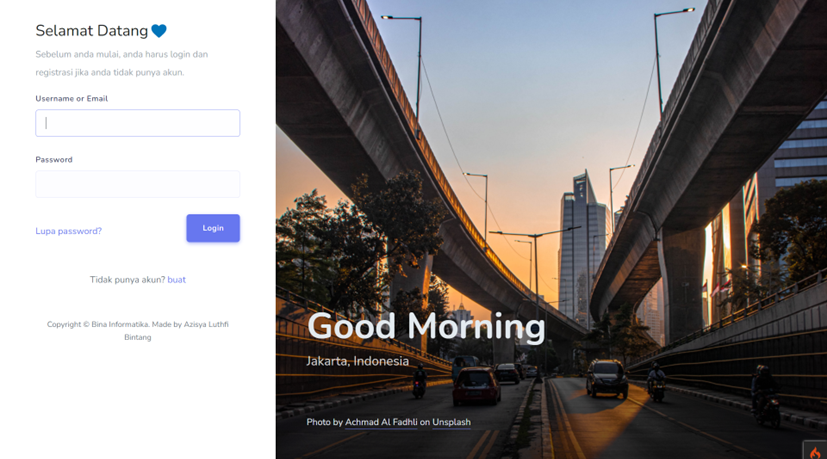 Selamat Datang
Sebelum anda mulai, anda harus login dan
registrasi jika anda tidak punya akun.
Username or Email
Password
Lupa password?
Login
Tidak punya akun? buat
Copyright © Bina Informatika. Made by Azisya Luthfi
Bintang
Good Morning
Jakarta, Indonesia
Photo by Achmad Al Fadhli on Unsplash